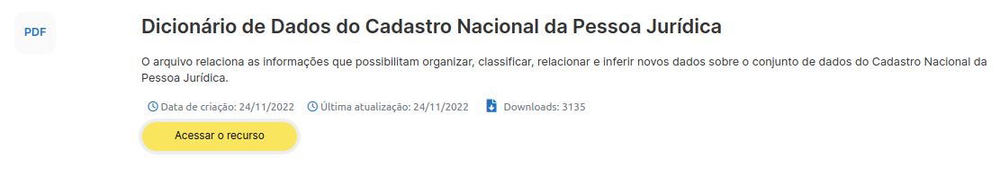 PDF
Dicionário de Dados do Cadastro Nacional da Pessoa Jurídica
O arquivo relaciona as informações que possibilitam organizar, classificar, relacionar e inferir novos dados sobre o conjunto de dados do Cadastro Nacional da
Pessoa Jurídica.
Data de criação: 24/11/2022 Última atualização: 24/11/2022 Downloads: 3135
Acessar o recurso